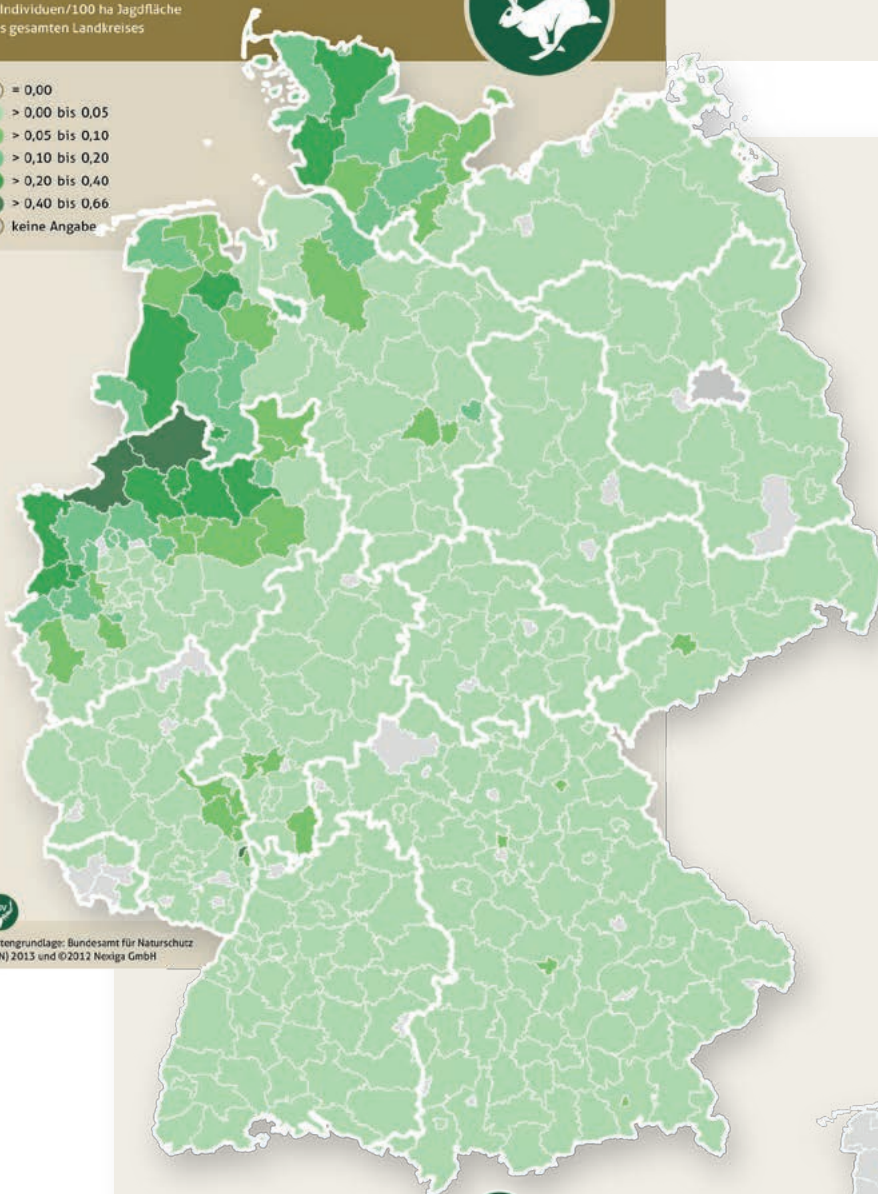 Individuen/100 ha Jagdfläche
s gesamten Landkreises
= 0,00
> 0,00 bis 0,05
> 0,05 bis 0,10
> 0,10 bis 0,20
> 0,20 bis 0,40
> 0,40 bis 0,66
keine Angabe
tengrundlage: Bundesamt für Naturschutz
N) 2013 und ©2012 Nexiga GmbH